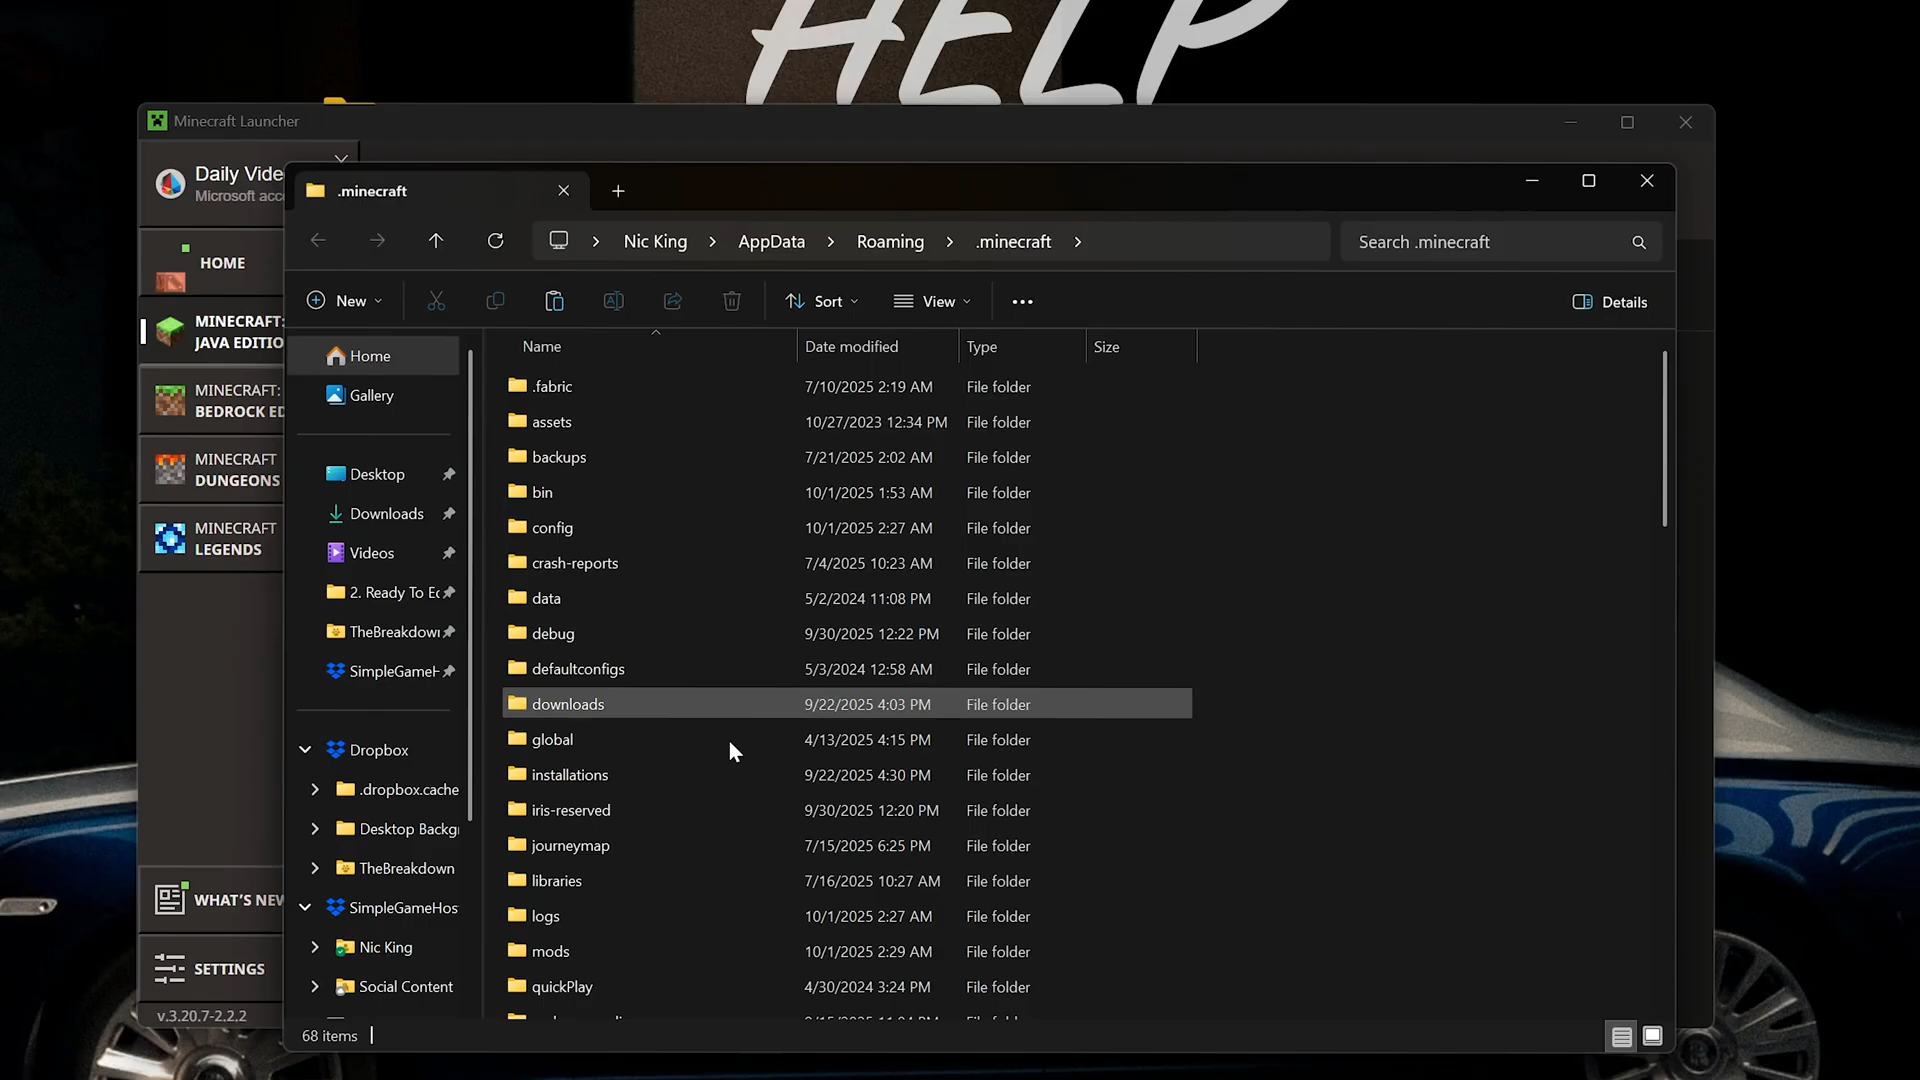 HELP
Minecraft Launcher
Daily Vide
Microsoft acc
HOME
MINECRAFT:
JAVA EDITIO
MINECRAFT:
BEDROCK ED
MINECRAFT
DUNGEONS
MINECRAFT
LEGENDS
WHAT'S NEW
SETTINGS
v.3.20.7-2.2.2
.minecraft
Nic King
AppData
Roaming
.minecraft
Search .minecraft
New
Sort
View
Details
Home
Gallery
Desktop
Downloads
Videos
2. Ready To Ec
TheBreakdown
SimpleGameH
Dropbox
.dropbox.cache
Desktop Backg
TheBreakdown
SimpleGameHos
Nic King
Social Content
Name Date modified Type Size
.fabric 7/10/2025 2:19 AM File folder
assets 10/27/2023 12:34 PM File folder
backups 7/21/2025 2:02 AM File folder
bin 10/1/2025 1:53 AM File folder
config 10/1/2025 2:27 AM File folder
crash-reports 7/4/2025 10:23 AM File folder
data 5/2/2024 11:08 PM File folder
debug 9/30/2025 12:22 PM File folder
defaultconfigs 5/3/2024 12:58 AM File folder
downloads 9/22/2025 4:03 PM File folder
global 4/13/2025 4:15 PM File folder
installations 9/22/2025 4:30 PM File folder
iris-reserved 9/30/2025 12:20 PM File folder
journeymap 7/15/2025 6:25 PM File folder
libraries 7/16/2025 10:27 AM File folder
logs 10/1/2025 2:27 AM File folder
mods 10/1/2025 2:29 AM File folder
quickPlay 4/30/2024 3:24 PM File folder
68 items